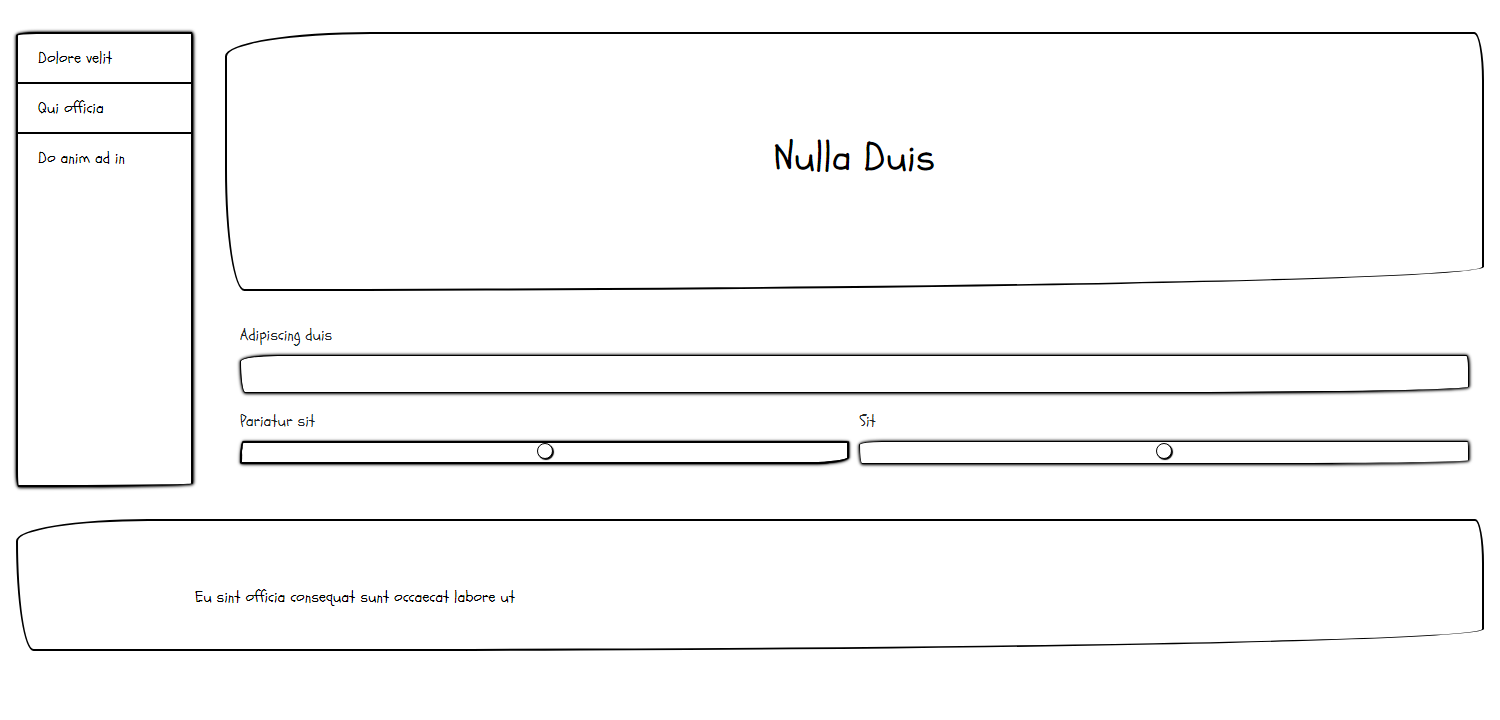 Dolore velit
Qui officia
Do anim ad in
Nulla Duis
Adipiscing duis
Pariatur sit
Sit
Eu sint officia consequat sunt occaecat labore ut